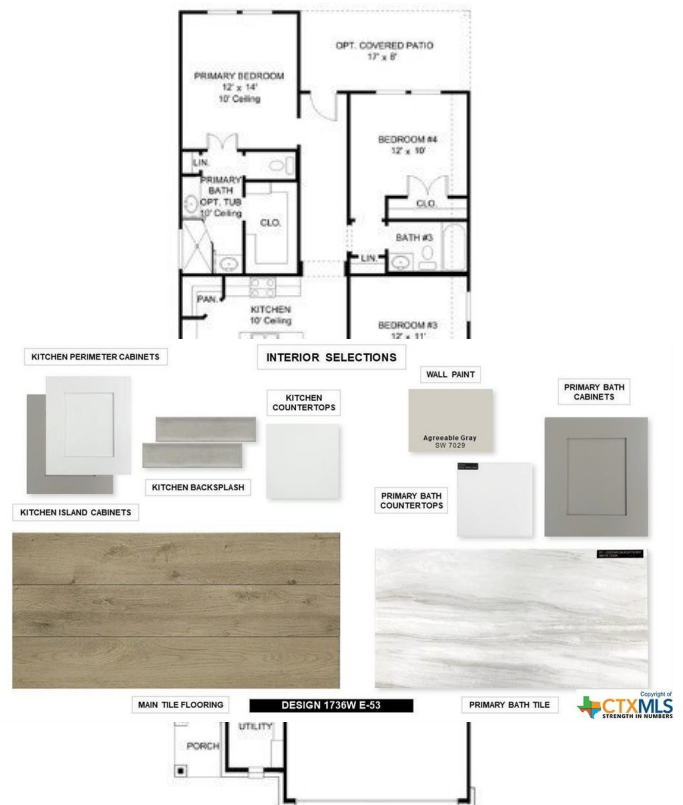 OPT. COVERED PATIO
17' x 8'
PRIMARY BEDROOM
12' x 14'
10' Ceiling
BEDROOM #4
12' x 10'
LIN.
PRIMARY
BATH
OPT. TUB
10' Ceiling
CLO.
CLO.
BATH #3
LIN.
PAN.
KITCHEN
10' Ceiling
BEDROOM #3
12' x 11'
INTERIOR SELECTIONS
KITCHEN PERIMETER CABINETS
WALL PAINT
KITCHEN
COUNTERTOPS
PRIMARY BATH
CABINETS
Agreeable Gray
SW 7029
KITCHEN BACKSPLASH
PRIMARY BATH
COUNTERTOPS
KITCHEN ISLAND CABINETS
MAIN TILE FLOORING
DESIGN 1736W E-53
PRIMARY BATH TILE
Copyright of
CTXMLS
STRENGTH IN NUMBERS
UTILITY
PORCH